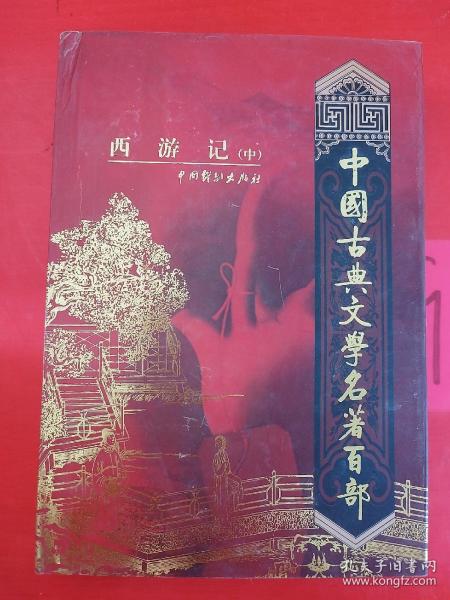 西游记(中)
中国戏剧出版社
中國古典文學名著百部
孔夫子旧书网
kongfz.com